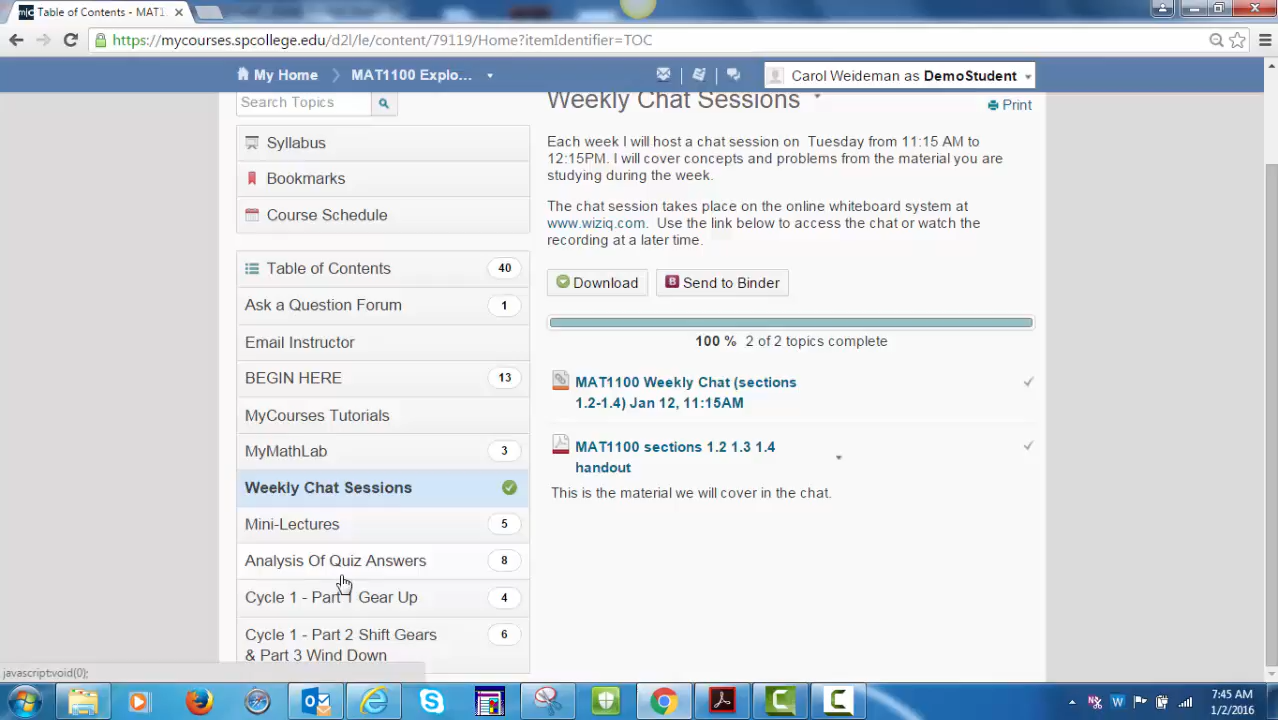 Table of Contents - MAT1
https://mycourses.spcollege.edu/d2l/le/content/79119/Home?itemIdentifier=TOC
My Home
MAT1100 Explo...
Carol Weideman as DemoStudent
Search Topics
Syllabus
Bookmarks
Course Schedule
Table of Contents 40
Ask a Question Forum 1
Email Instructor
BEGIN HERE 13
MyCourses Tutorials
MyMathLab 3
Weekly Chat Sessions
Mini-Lectures 5
Analysis Of Quiz Answers 8
Cycle 1 - Part 1 Gear Up 4
Cycle 1 - Part 2 Shift Gears 6
& Part 3 Wind Down
Weekly Chat Sessions
Print
Each week I will host a chat session on Tuesday from 11:15 AM to
12:15PM. I will cover concepts and problems from the material you are
studying during the week.
The chat session takes place on the online whiteboard system at
www.wiziq.com. Use the link below to access the chat or watch the
recording at a later time.
Download
Send to Binder
100 % 2 of 2 topics complete
MAT1100 Weekly Chat (sections
1.2-1.4) Jan 12, 11:15AM
MAT1100 sections 1.2 1.3 1.4
handout
This is the material we will cover in the chat.
javascript:void(0);
7:45 AM
1/2/2016